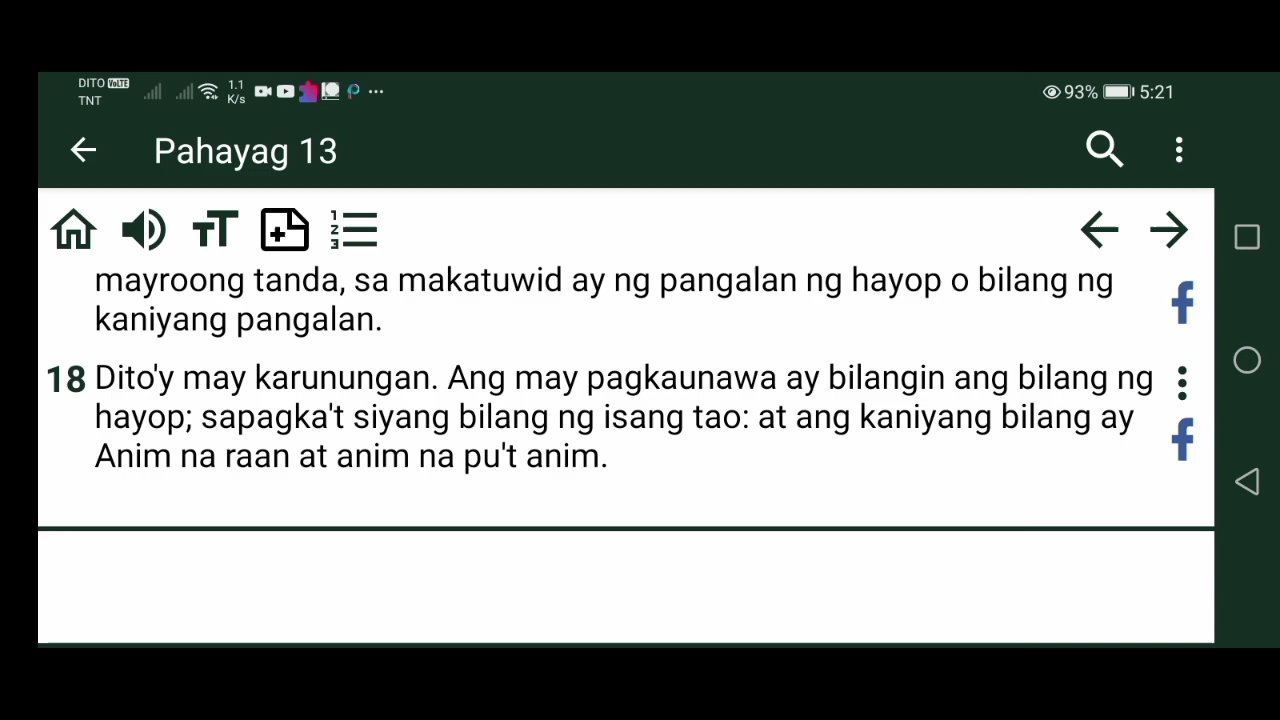 DITO VoLTE
TNT
1.1
K/s
93%
5:21
Pahayag 13
mayroong tanda, sa makatuwid ay ng pangalan ng hayop o bilang ng
kaniyang pangalan.
18 Dito'y may karunungan. Ang may pagkaunawa ay bilangin ang bilang ng
hayop; sapagka't siyang bilang ng isang tao: at ang kaniyang bilang ay
Anim na raan at anim na pu't anim.